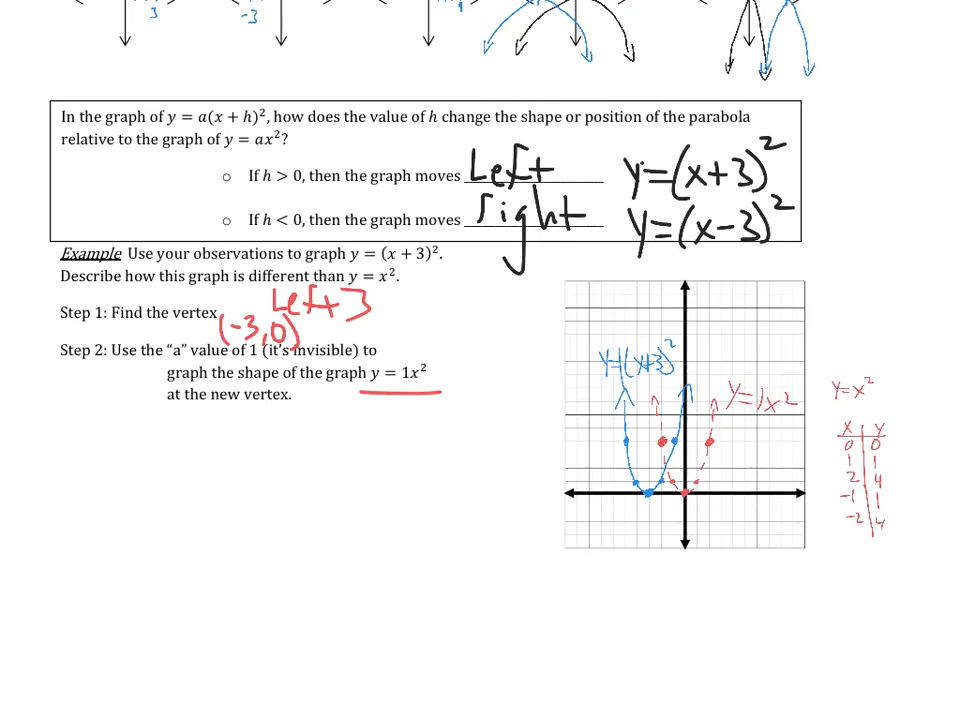 3
-3
In the graph of y = a(x + h)², how does the value of h change the shape or position of the parabola
relative to the graph of y = ax²?
○ If h > 0, then the graph moves Left
y=(x+3)²
○ If h < 0, then the graph moves right
y=(x-3)²
Example Use your observations to graph y = (x + 3)².
Describe how this graph is different than y = x².
Left 3
Step 1: Find the vertex
(-3,0)
Step 2: Use the “a” value of 1 (it’s invisible) to
graph the shape of the graph y = 1x²
at the new vertex.
y=(x+3)²
y=1x²
y=x²
x y
0 0
1 1
2 4
-1 1
-2 4